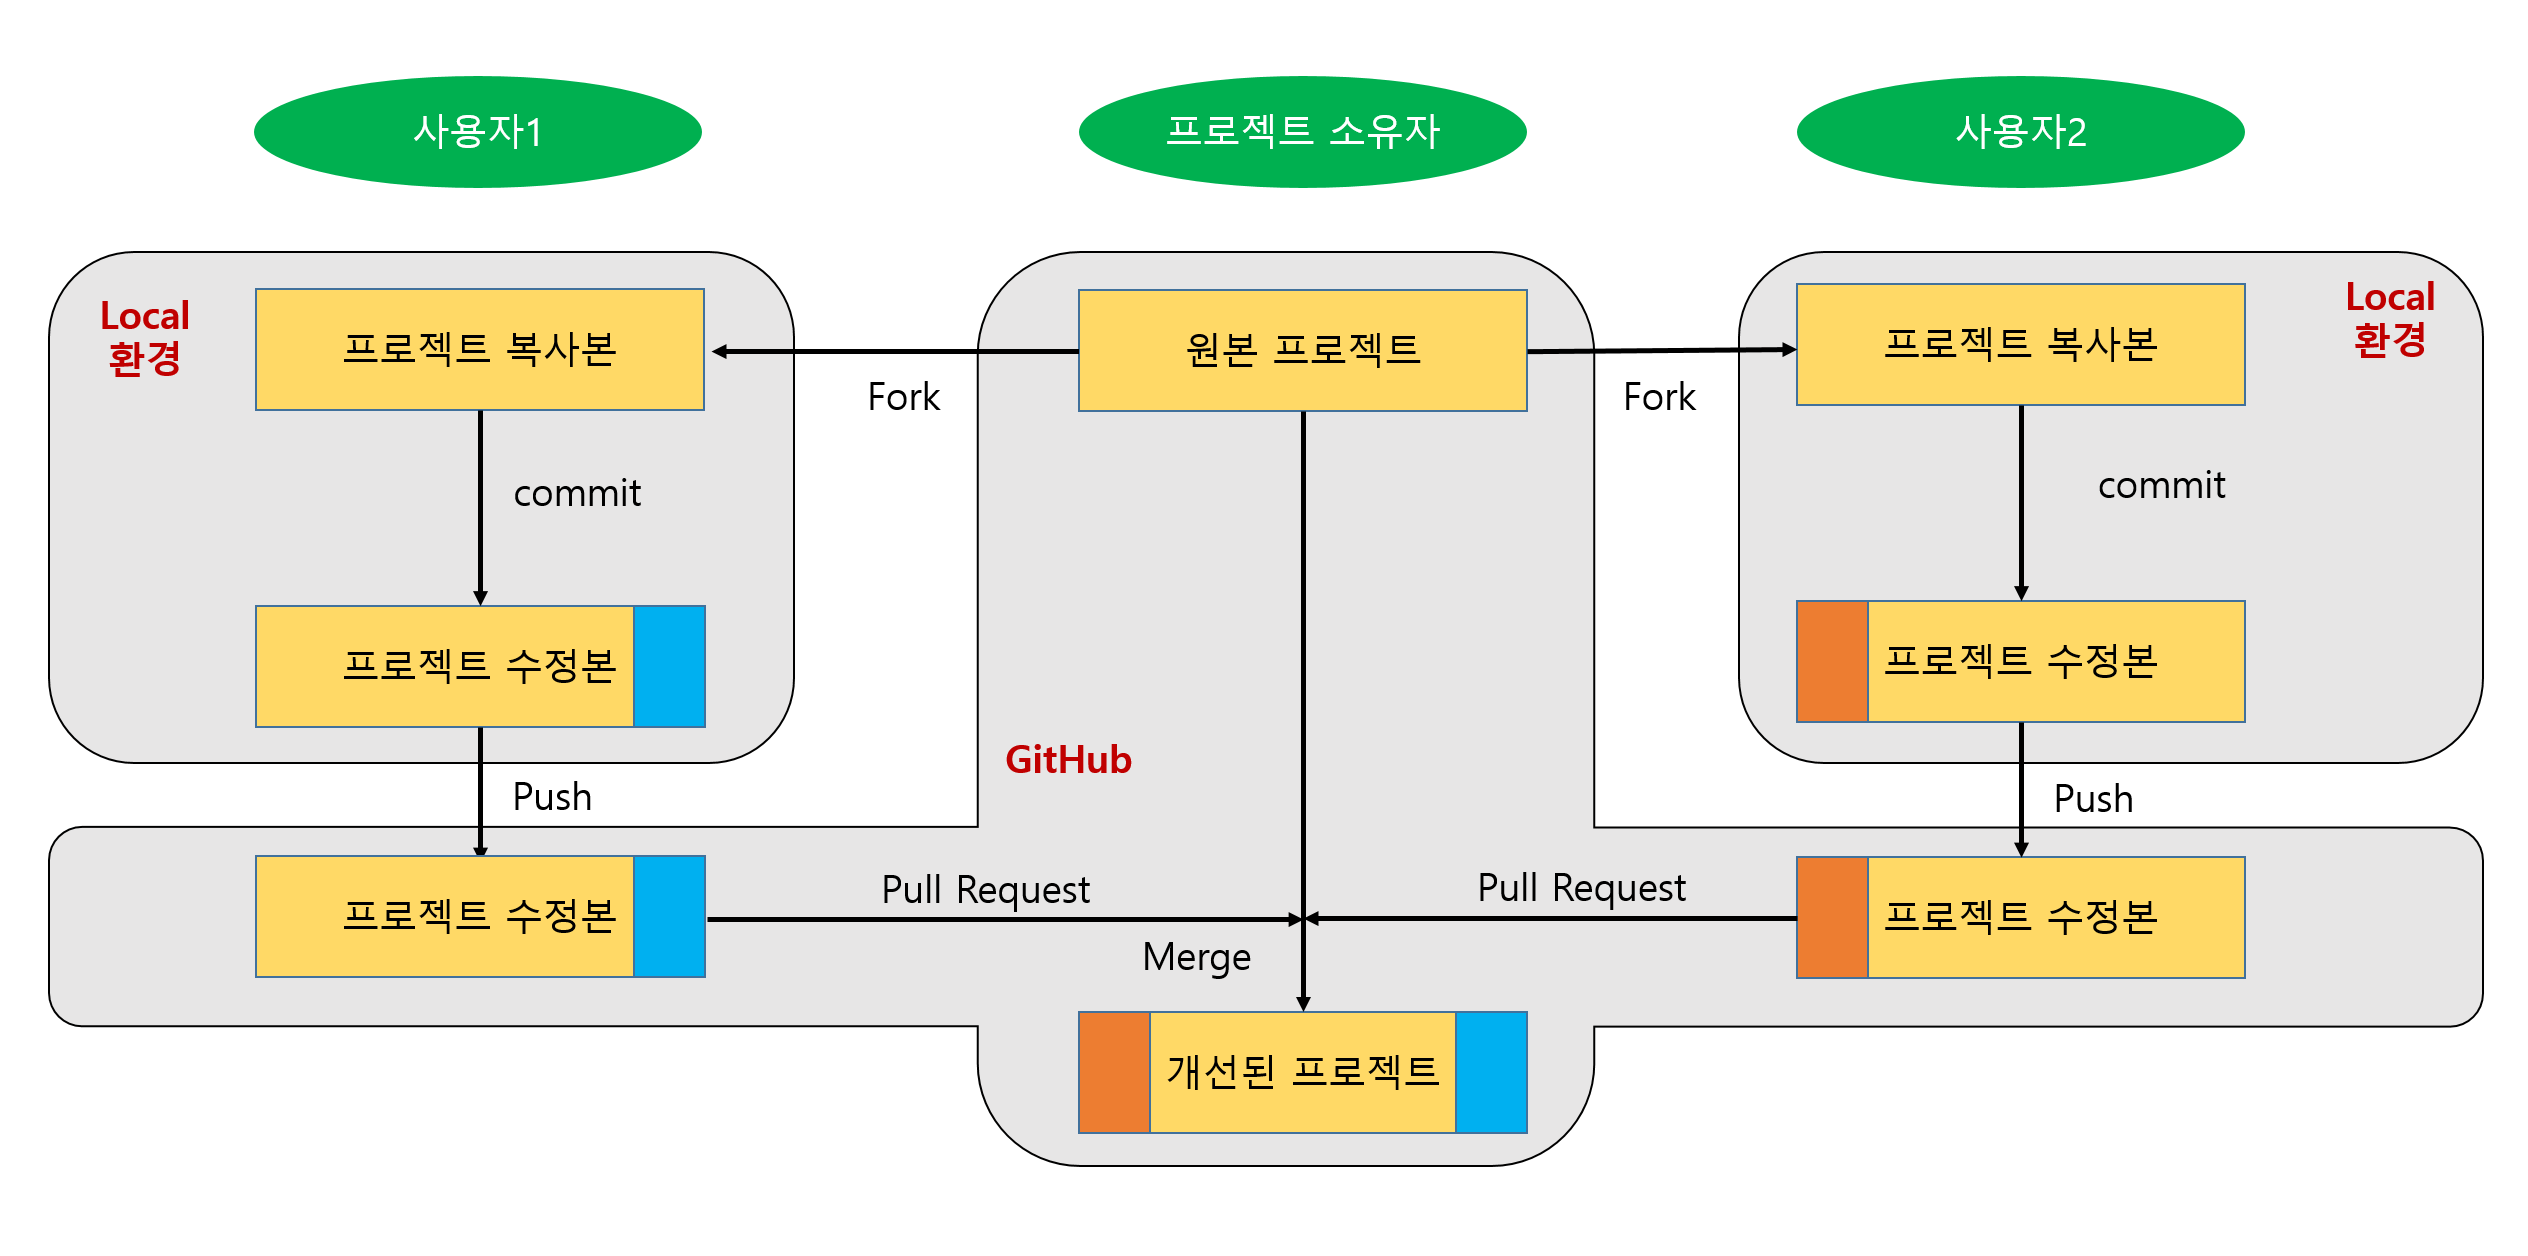 사용자1
프로젝트 소유자
사용자2
Local
환경
프로젝트 복사본
원본 프로젝트
프로젝트 복사본
Local
환경
Fork
Fork
commit
commit
프로젝트 수정본
프로젝트 수정본
GitHub
Push
Push
프로젝트 수정본
Pull Request
Pull Request
프로젝트 수정본
Merge
개선된 프로젝트